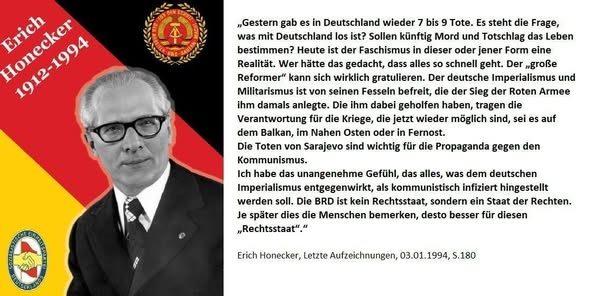 Erich
Honecker
1912-1994
„Gestern gab es in Deutschland wieder 7 bis 9 Tote. Es steht die Frage,
was mit Deutschland los ist? Sollen künftig Mord und Totschlag das Leben
bestimmen? Heute ist der Faschismus in dieser oder jener Form eine
Realität. Wer hätte das gedacht, dass alles so schnell geht. Der „große
Reformer“ kann sich wirklich gratulieren. Der deutsche Imperialismus und
Militarismus ist von seinen Fesseln befreit, die der Sieg der Roten Armee
ihm damals anlegte. Die ihm dabei geholfen haben, tragen die
Verantwortung für die Kriege, die jetzt wieder möglich sind, sei es auf
dem Balkan, im Nahen Osten oder in Fernost.
Die Toten von Sarajevo sind wichtig für die Propaganda gegen den
Kommunismus.
Ich habe das unangenehme Gefühl, das alles, was dem deutschen
Imperialismus entgegenwirkt, als kommunistisch infiziert hingestellt
werden soll. Die BRD ist kein Rechtsstaat, sondern ein Staat der Rechten.
Je später dies die Menschen bemerken, desto besser für diesen
„Rechtsstaat“.“
Erich Honecker, Letzte Aufzeichnungen, 03.01.1994, S.180